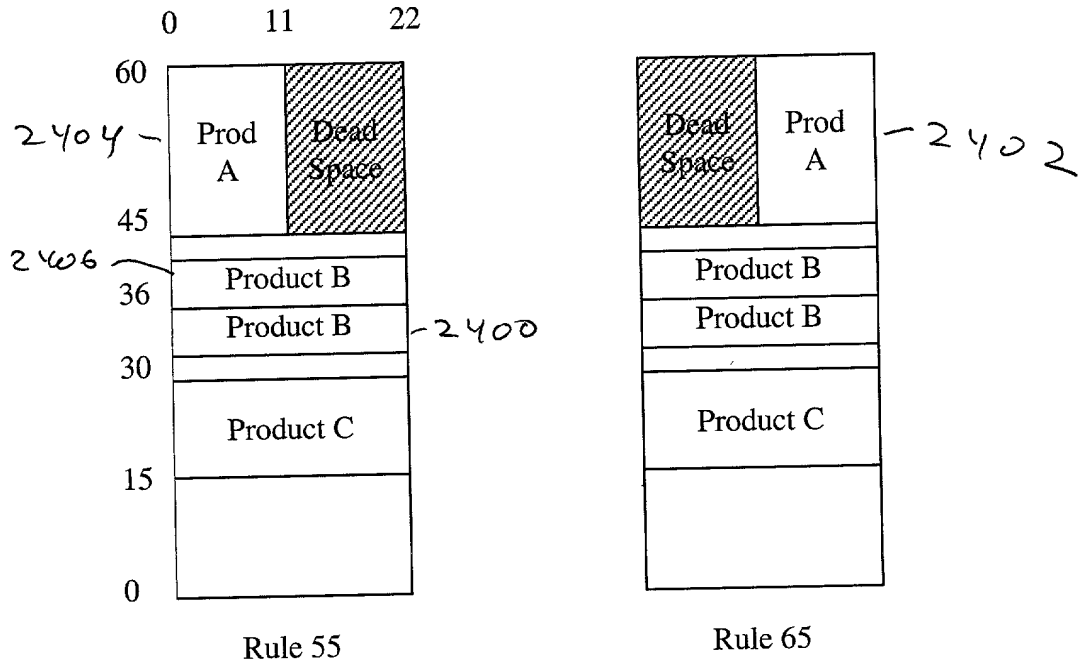 0 11 22
60
2404
Prod
A
Dead
Space
Dead
Space
Prod
A
2402
45
2406
Product B
Product B
36
Product B
2400
Product B
30
Product C
Product C
15
0
Rule 55
Rule 65